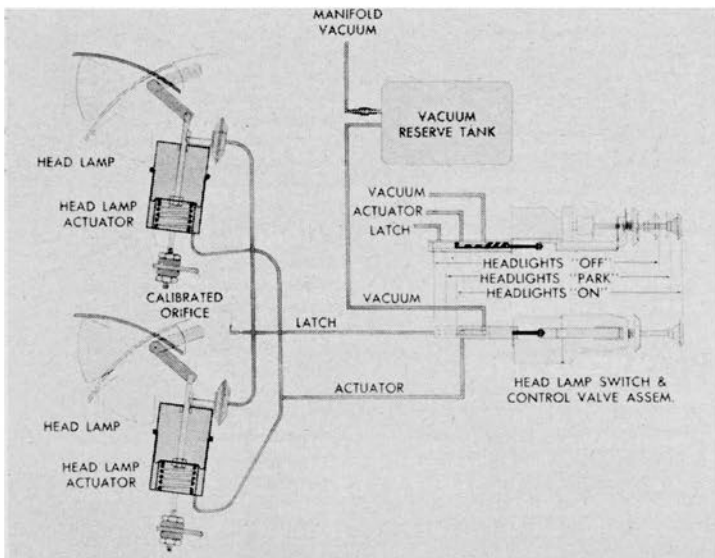 MANIFOLD
VACUUM
VACUUM
RESERVE TANK
HEAD LAMP
HEAD LAMP
ACTUATOR
VACUUM
ACTUATOR
LATCH
HEADLIGHTS "OFF"
HEADLIGHTS "PARK"
HEADLIGHTS "ON"
CALIBRATED
ORIFICE
VACUUM
LATCH
ACTUATOR
HEAD LAMP SWITCH &
CONTROL VALVE ASSEM.
HEAD LAMP
HEAD LAMP
ACTUATOR